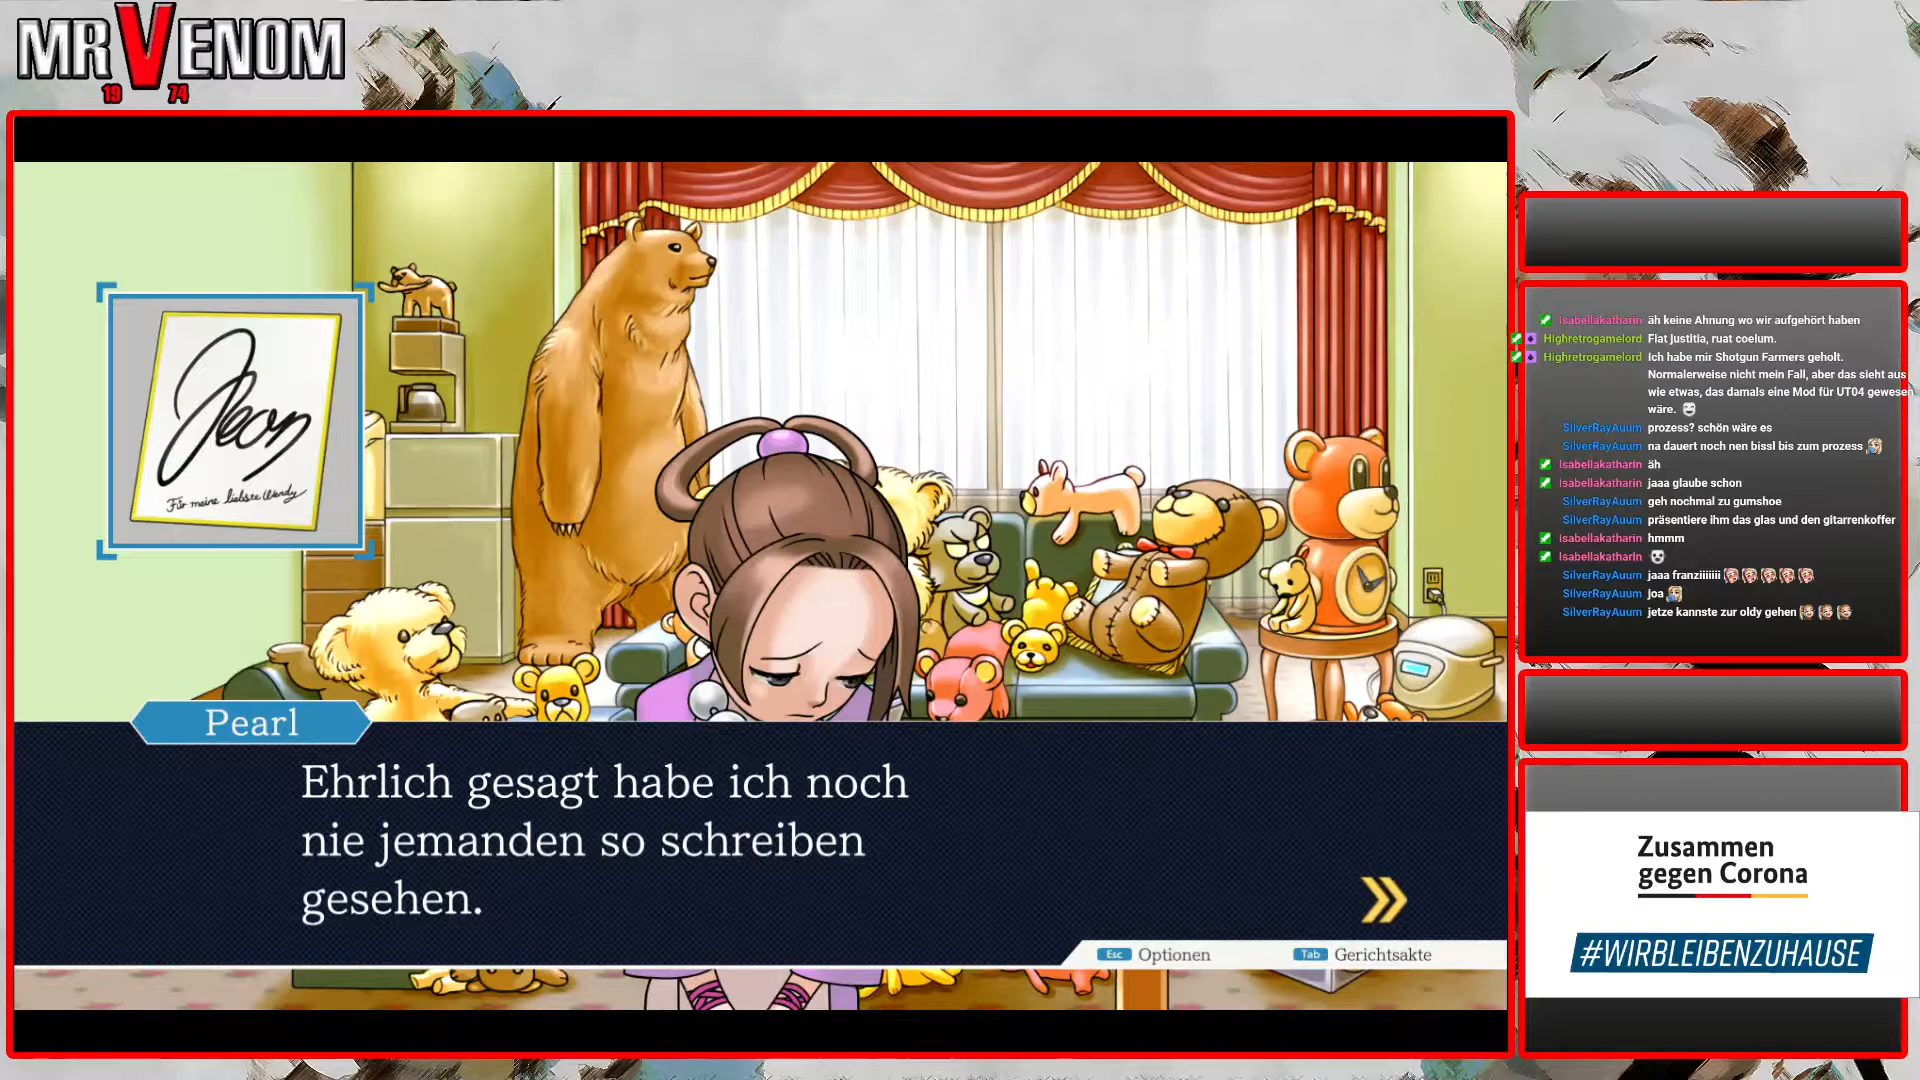 MRVENOM
19 74
Jean
Für meine liebste Wendy
Pearl
Ehrlich gesagt habe ich noch
nie jemanden so schreiben
gesehen.
Esc Optionen
Tab Gerichtsakte
Isabellakatharin äh keine Ahnung wo wir aufgehört haben
Highretrogamelord Fiat justitia, ruat coelum.
Highretrogamelord Ich habe mir Shotgun Farmers geholt.
Normalerweise nicht mein Fall, aber das sieht aus
wie etwas, das damals eine Mod für UT04 gewesen
wäre.
SilverRayAuum prozess? schön wäre es
SilverRayAuum na dauert noch nen bissl bis zum prozess
Isabellakatharin äh
Isabellakatharin jaaa glaube schon
SilverRayAuum geh nochmal zu gumshoe
SilverRayAuum präsentiere ihm das glas und den gitarrenkoffer
Isabellakatharin hmmm
Isabellakatharin
SilverRayAuum jaaa franziiiiiii
SilverRayAuum joa
SilverRayAuum jetze kannste zur oldy gehen
Zusammen
gegen Corona
#WIRBLEIBENZUHAUSE